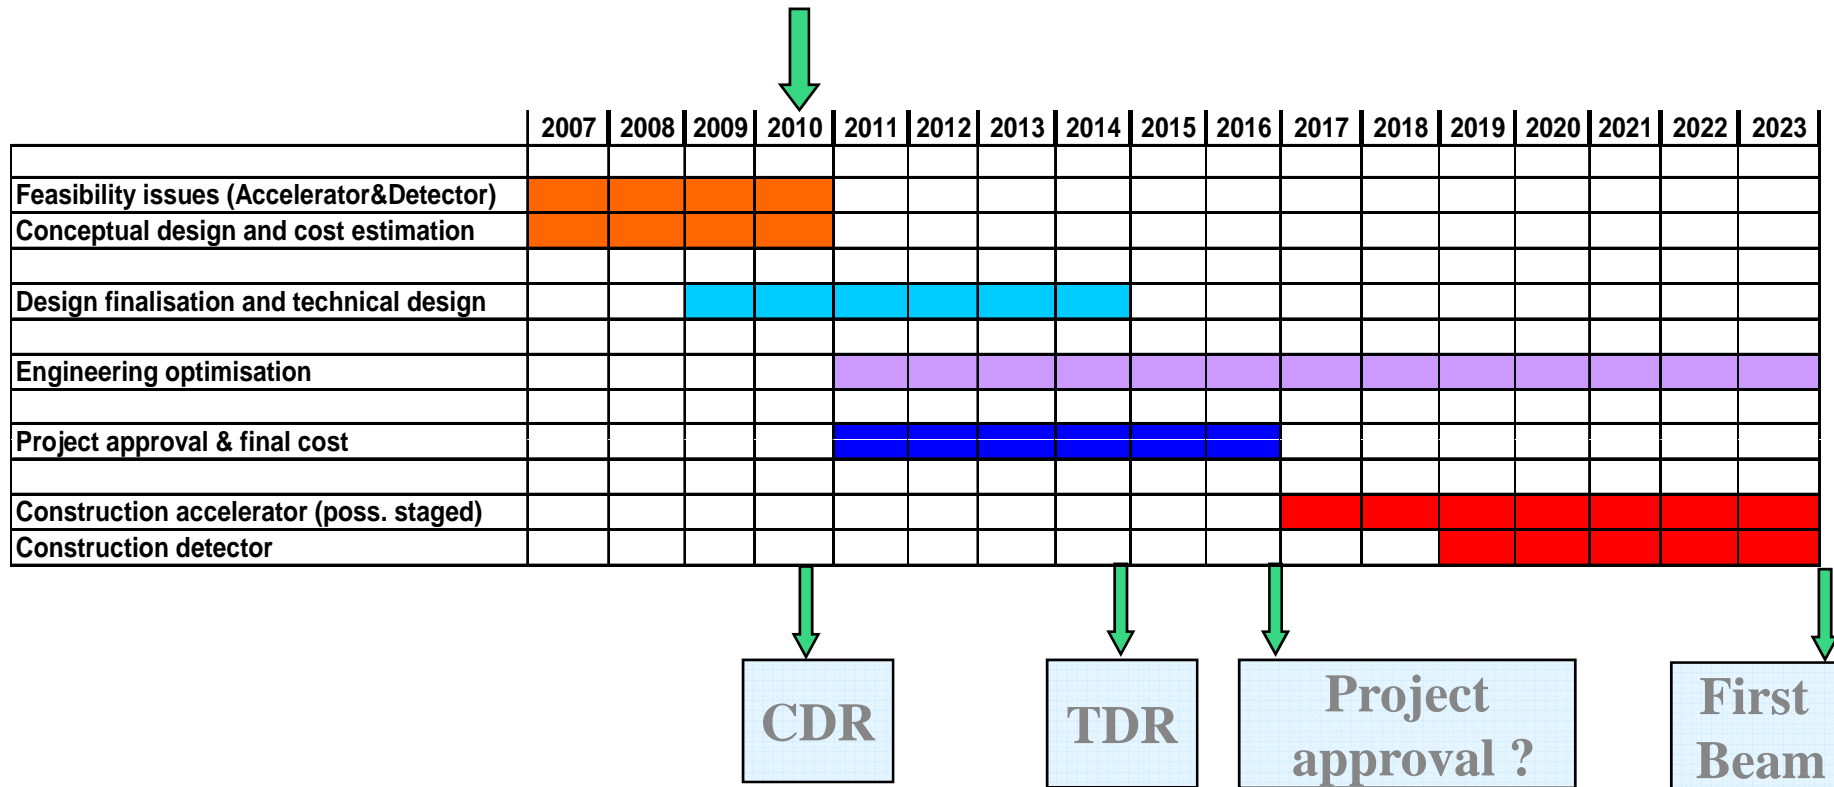 2007 2008 2009 2010 2011 2012 2013 2014 2015 2016 2017 2018 2019 2020 2021 2022 2023
Feasibility issues (Accelerator&Detector)
Conceptual design and cost estimation
Design finalisation and technical design
Engineering optimisation
Project approval & final cost
Construction accelerator (poss. staged)
Construction detector
CDR
TDR
Project
approval ?
First
Beam